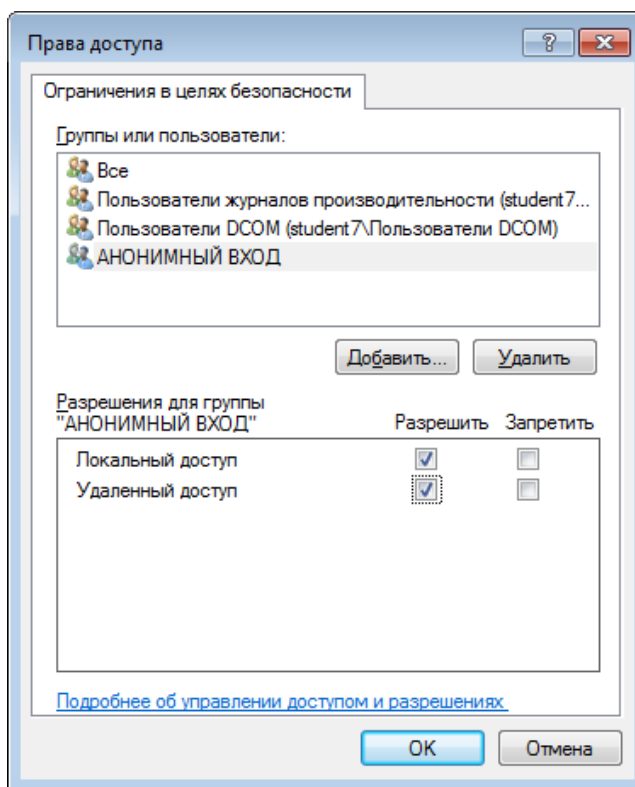 Права доступа
Ограничения в целях безопасности
Группы или пользователи:
Все
Пользователи журналов производительности (student7...
Пользователи DCOM (student7\Пользователи DCOM)
АНОНИМНЫЙ ВХОД
Добавить... Удалить
Разрешения для группы
"АНОНИМНЫЙ ВХОД" Разрешить Запретить
Локальный доступ
Удаленный доступ
Подробнее об управлении доступом и разрешениях
OK Отмена